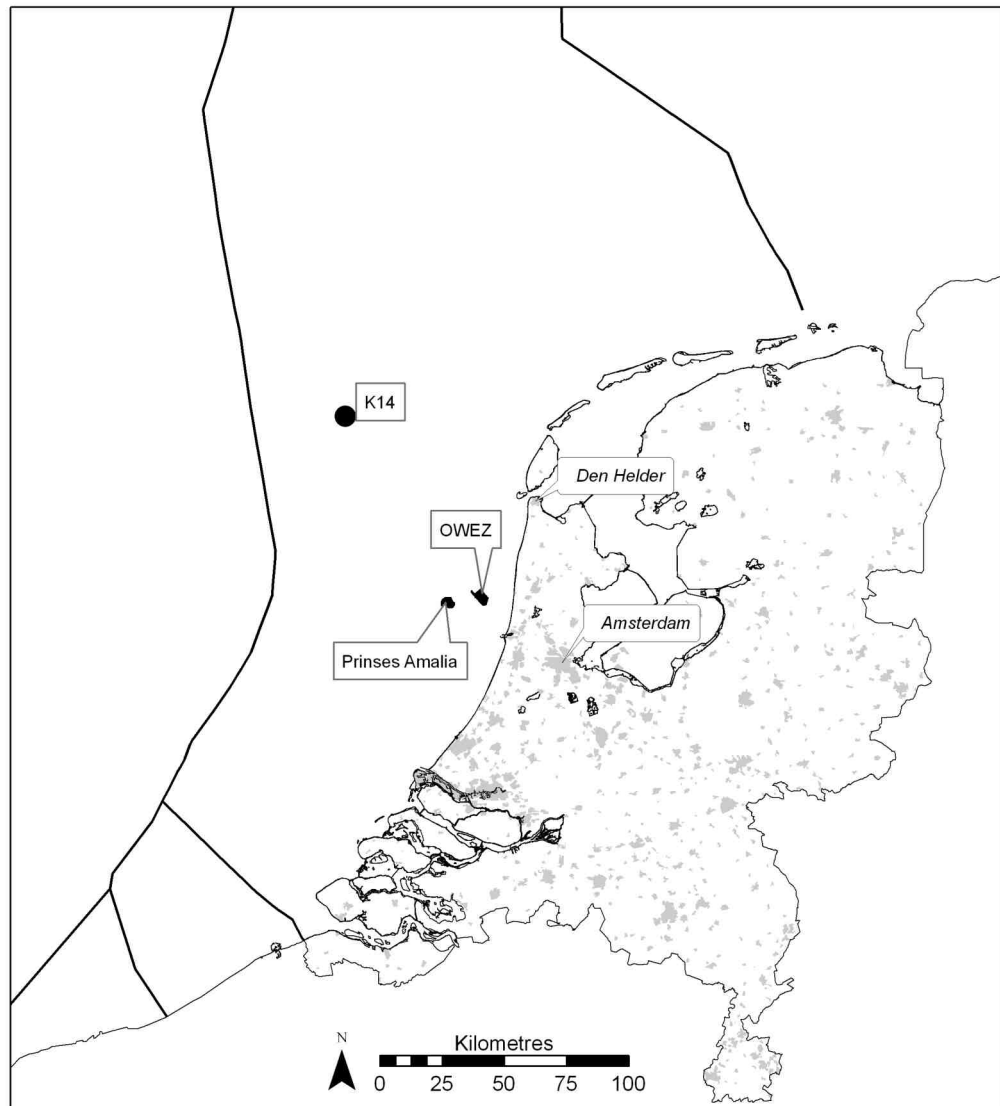 K14
Den Helder
OWEZ
Amsterdam
Prinses Amalia
N
Kilometres
0 25 50 75 100